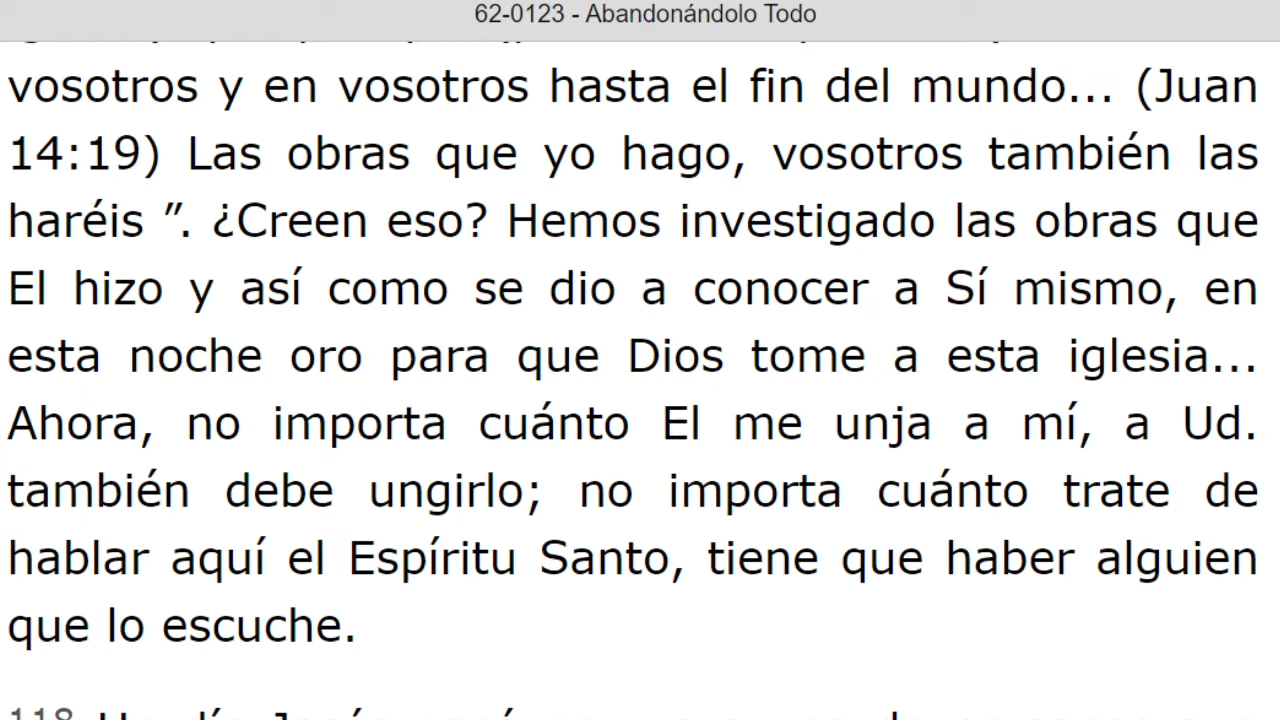 62-0123 - Abandonándolo Todo
vosotros y en vosotros hasta el fin del mundo... (Juan
14:19) Las obras que yo hago, vosotros también las
haréis ”. ¿Creen eso? Hemos investigado las obras que
El hizo y así como se dio a conocer a Sí mismo, en
esta noche oro para que Dios tome a esta iglesia...
Ahora, no importa cuánto El me unja a mí, a Ud.
también debe ungirlo; no importa cuánto trate de
hablar aquí el Espíritu Santo, tiene que haber alguien
que lo escuche.
118